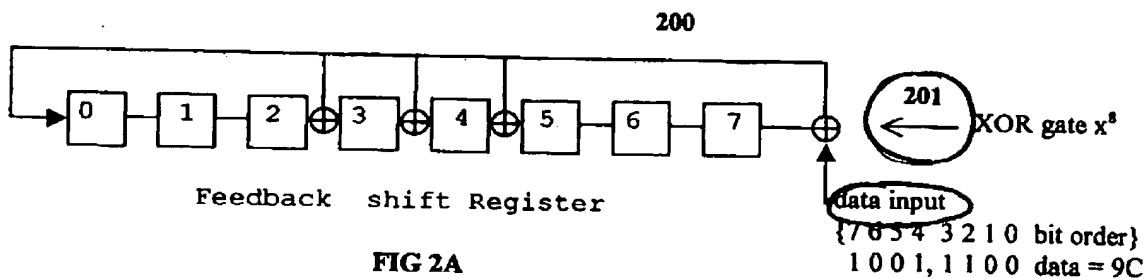 200
0 1 2 3 4 5 6 7
201
XOR gate x⁸
Feedback shift Register
data input
{7 6 5 4 3 2 1 0 bit order}
1 0 0 1, 1 1 0 0 data = 9C
FIG 2A